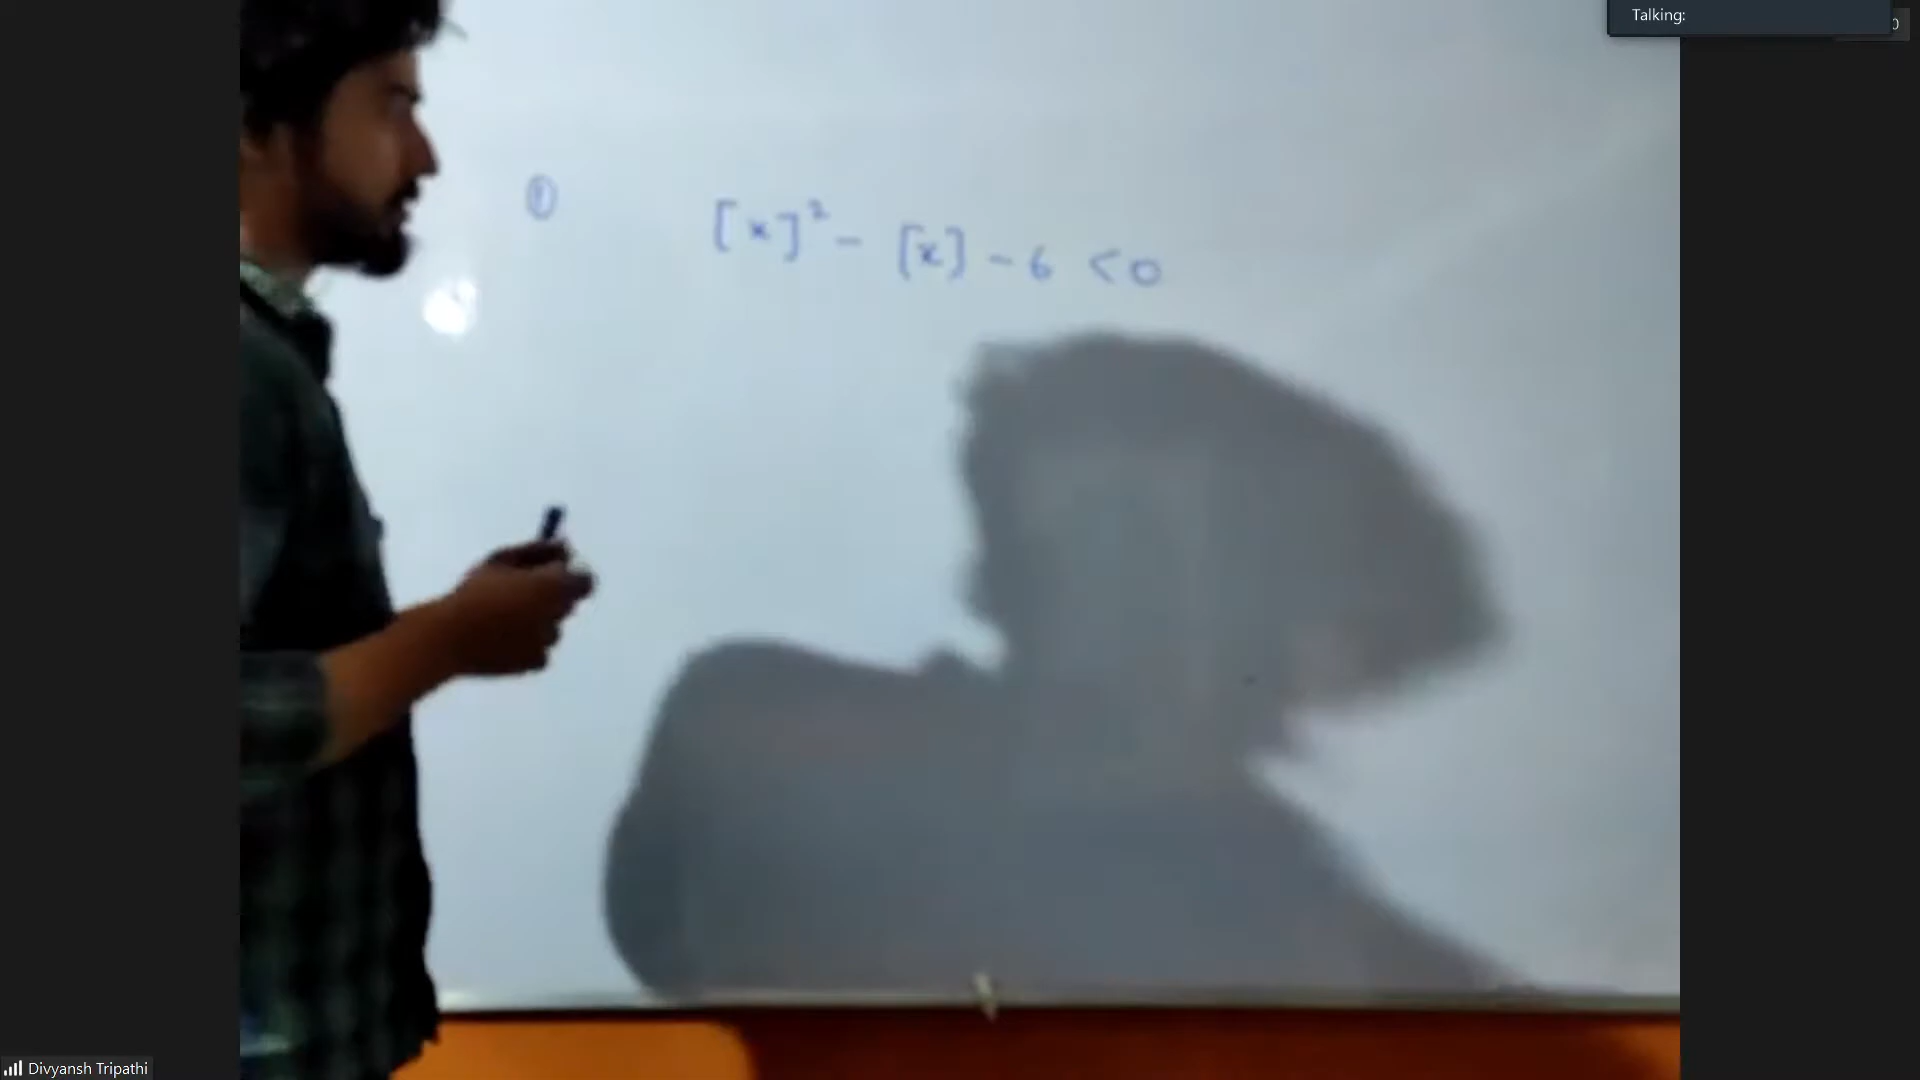 Talking:
① [x]² - [x] - 6 < 0
Divyansh Tripathi